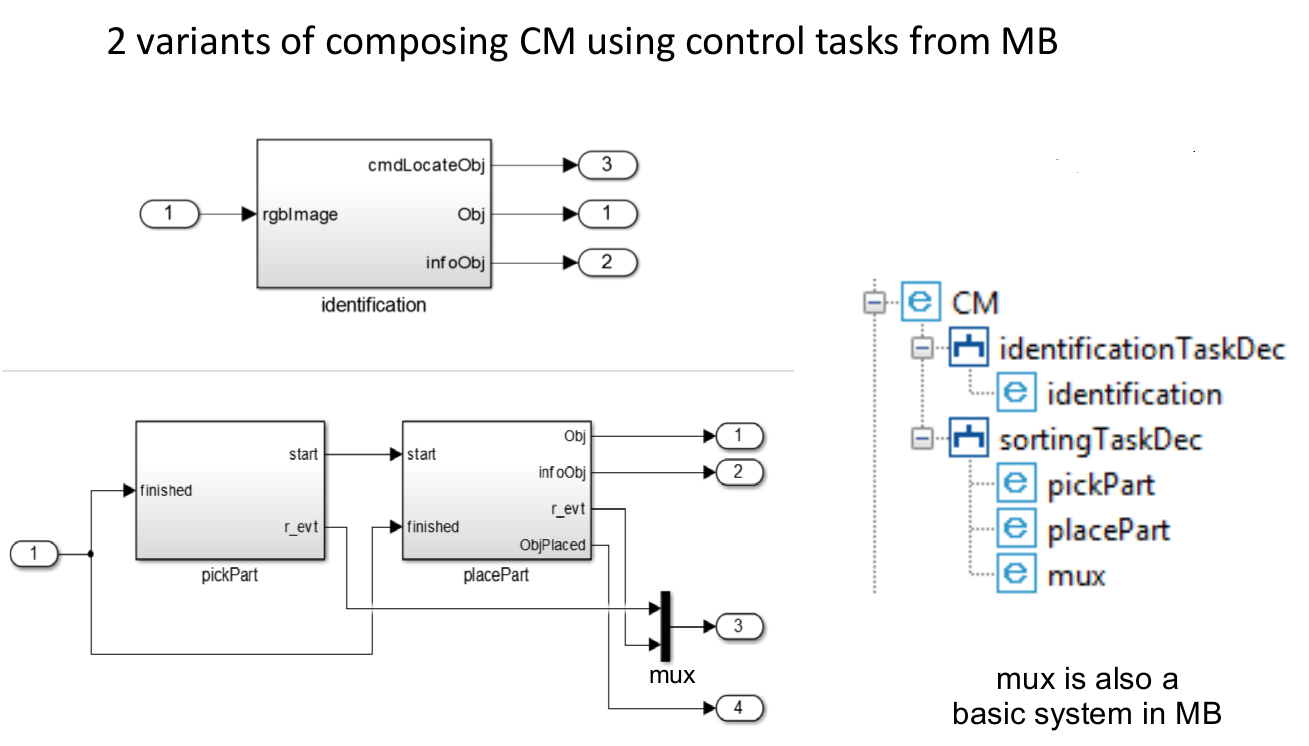 2 variants of composing CM using control tasks from MB
cmdLocateObj
3
1
rgbImage
Obj
1
infoObj
2
identification
CM
identificationTaskDec
identification
sortingTaskDec
pickPart
placePart
mux
Obj
1
start
start
infoObj
2
finished
r_evt
r_evt
finished
ObjPlaced
1
pickPart
placePart
3
mux
4
mux is also a
basic system in MB